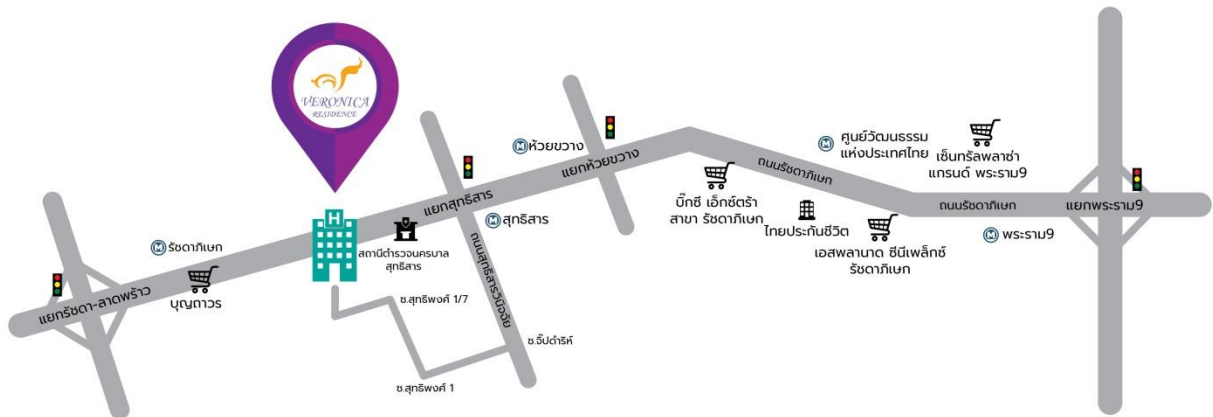 VERONICA
RESIDENCE
H
แยกรัชดา-ลาดพร้าว
M รัชดาภิเษก
บุญถาวร
สถานีตำรวจนครบาล
สุทธิสาร
แยกสุทธิสาร
M สุทธิสาร
ถนนสุทธิสารวินิจฉัย
ซ.สุทธิพงศ์ 1/7
ซ.สุทธิพงศ์ 1
ซ.จิ๊ปดำริห์
M ห้วยขวาง
แยกห้วยขวาง
บิ๊กซี เอ็กซ์ตร้า
สาขา รัชดาภิเษก
ถนนรัชดาภิเษก
ไทยประกันชีวิต
M ศูนย์วัฒนธรรม
แห่งประเทศไทย
เซ็นทรัลพลาซ่า
แกรนด์ พระราม9
เอสพลานาด ซีนีเพล็กซ์
รัชดาภิเษก
ถนนรัชดาภิเษก
M พระราม9
แยกพระราม9